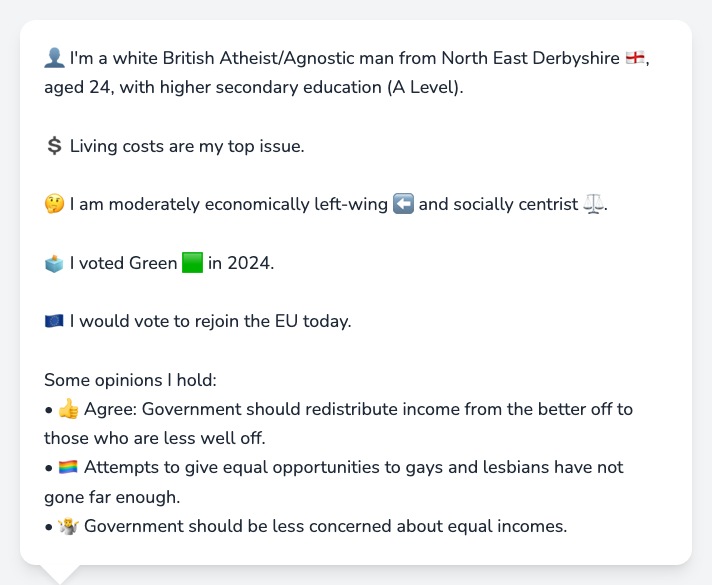 👤 I'm a white British Atheist/Agnostic man from North East Derbyshire 🏴󠁧󠁢󠁥󠁮󠁧󠁿,
aged 24, with higher secondary education (A Level).
💲 Living costs are my top issue.
🤔 I am moderately economically left-wing ⬅️ and socially centrist ⚖️.
🗳️ I voted Green 🟩 in 2024.
🇪🇺 I would vote to rejoin the EU today.
Some opinions I hold:
• 👍 Agree: Government should redistribute income from the better off to
those who are less well off.
• 🏳️‍🌈 Attempts to give equal opportunities to gays and lesbians have not
gone far enough.
• 🤷 Government should be less concerned about equal incomes.